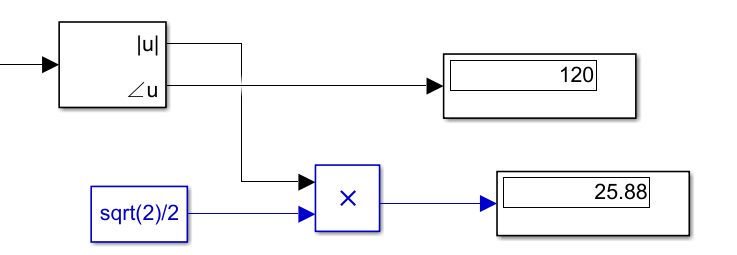 |u|
∠u
120
sqrt(2)/2
×
25.88